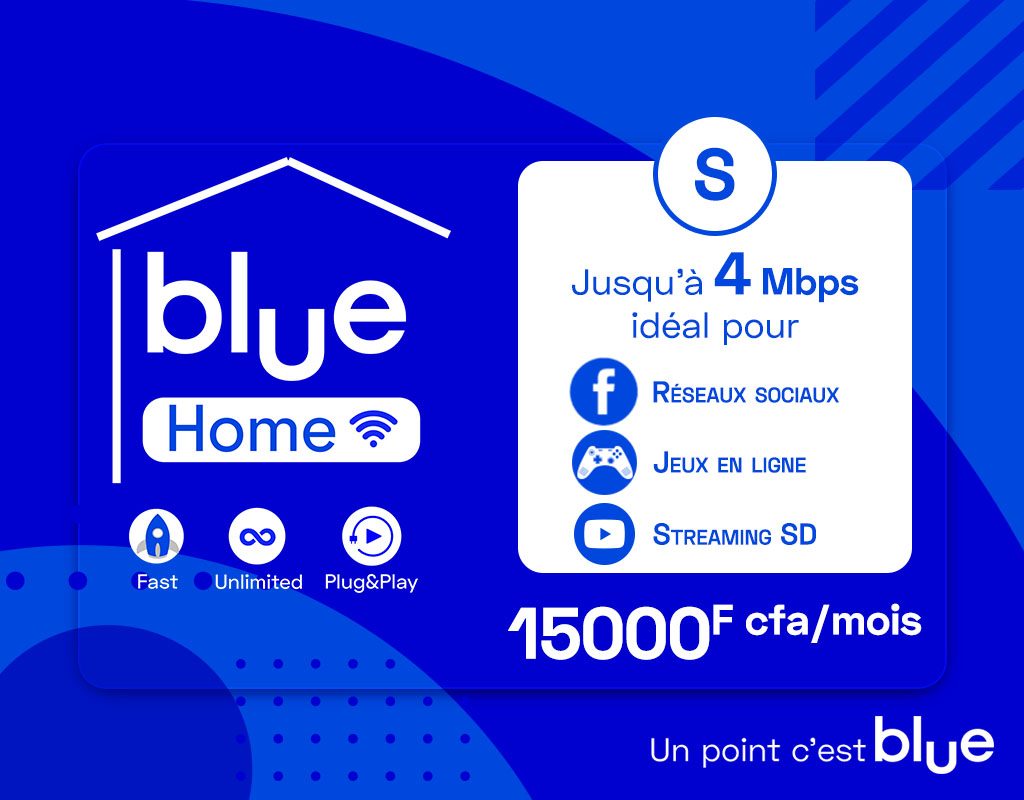 blue
Home
Fast
Unlimited
Plug&Play
S
Jusqu'à 4 Mbps
idéal pour
Réseaux sociaux
Jeux en ligne
Streaming SD
15000F cfa/mois
Un point c'est blue